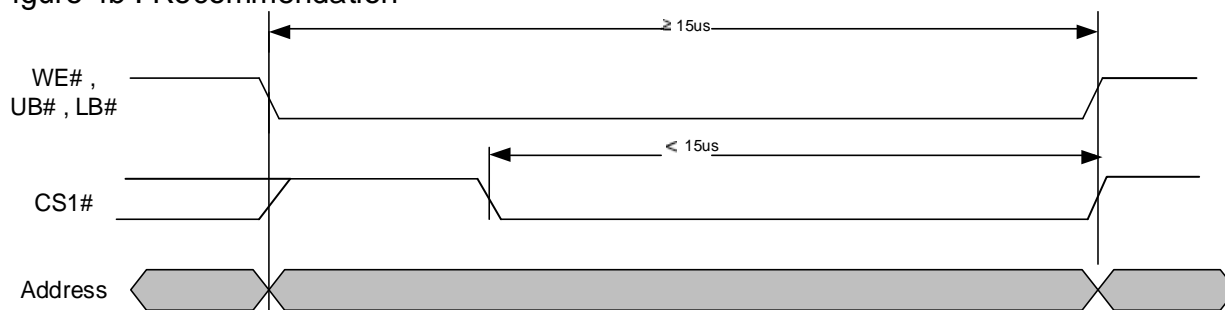 igure 4b : Recommendation
≥ 15us
WE# ,
UB# , LB#
< 15us
CS1#
Address